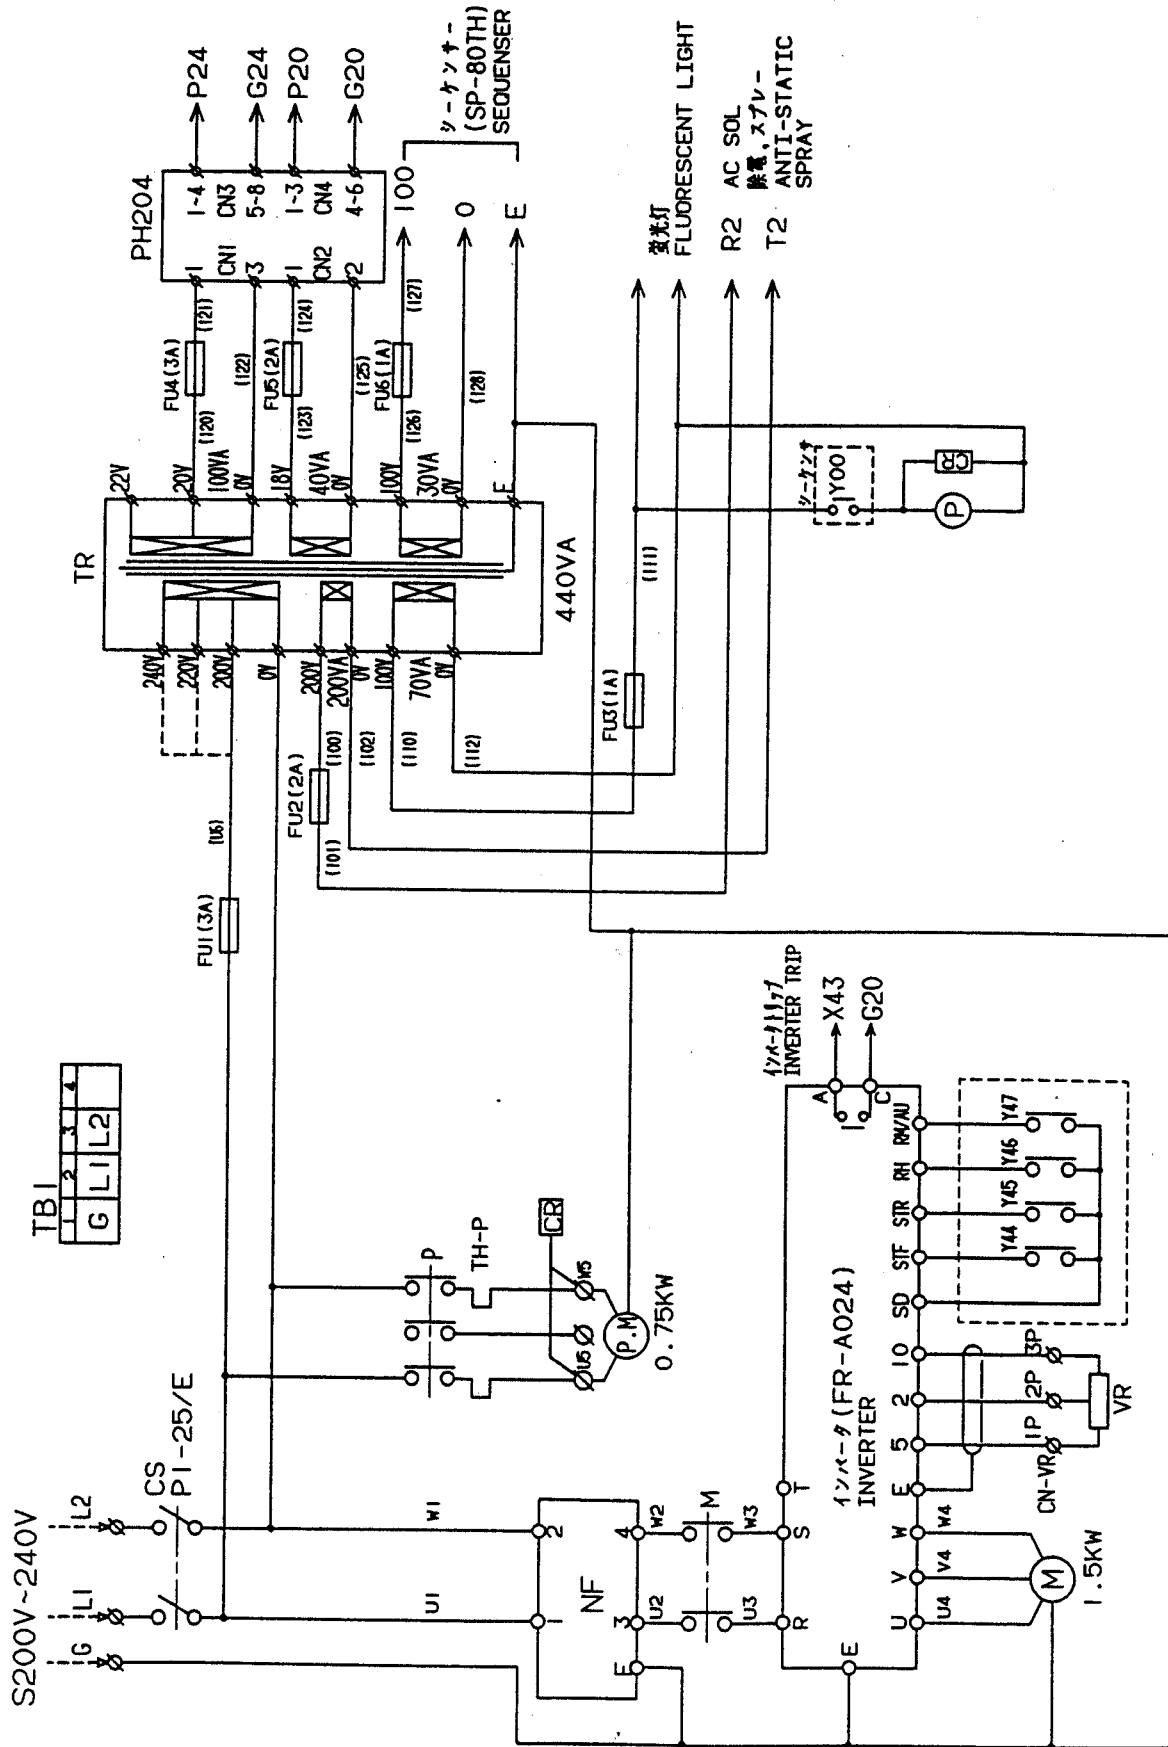 S200V~240V
G
L1
L2
CS
P1-25/E
TB1
1 2 3 4
G L1 L2
U1
W1
1
2
NF
E
3
4
U2
W2
M
U3
W3
R
S
T
E
インバータ(FR-A024)
INVERTER
U
V
W
E
5
2
10
SD
STF
STR
RH
RM/AU
A
C
インバータトリップ
INVERTER TRIP
X43
G20
U4
V4
W4
M
1.5KW
CN-VR
1P
2P
3P
VR
Y44
Y45
Y46
Y47
P
TH-P
CR
U5
W5
P.M
0.75KW
FU1(3A)
(U6)
TR
240V
220V
200V
0V
200V
200VA
0V
100V
70VA
0V
22V
20V
100VA
0V
18V
40VA
0V
100V
30VA
0V
E
440VA
FU2(2A)
(100)
(101)
(102)
(110)
(112)
FU3(1A)
(111)
FU4(3A)
(120)
(121)
(122)
FU5(2A)
(123)
(124)
(125)
FU6(1A)
(126)
(127)
(128)
PH204
1
CN1
3
1
CN2
2
1~4
CN3
5~8
1~3
CN4
4~6
P24
G24
P20
G20
100
0
E
シーケンサー
(SP-80TH)
SEQUENSER
蛍光灯
FLUORESCENT LIGHT
R2
AC SOL
除電,スプレー
T2
ANTI-STATIC
SPRAY
シーケンサ
Y00
P
CR